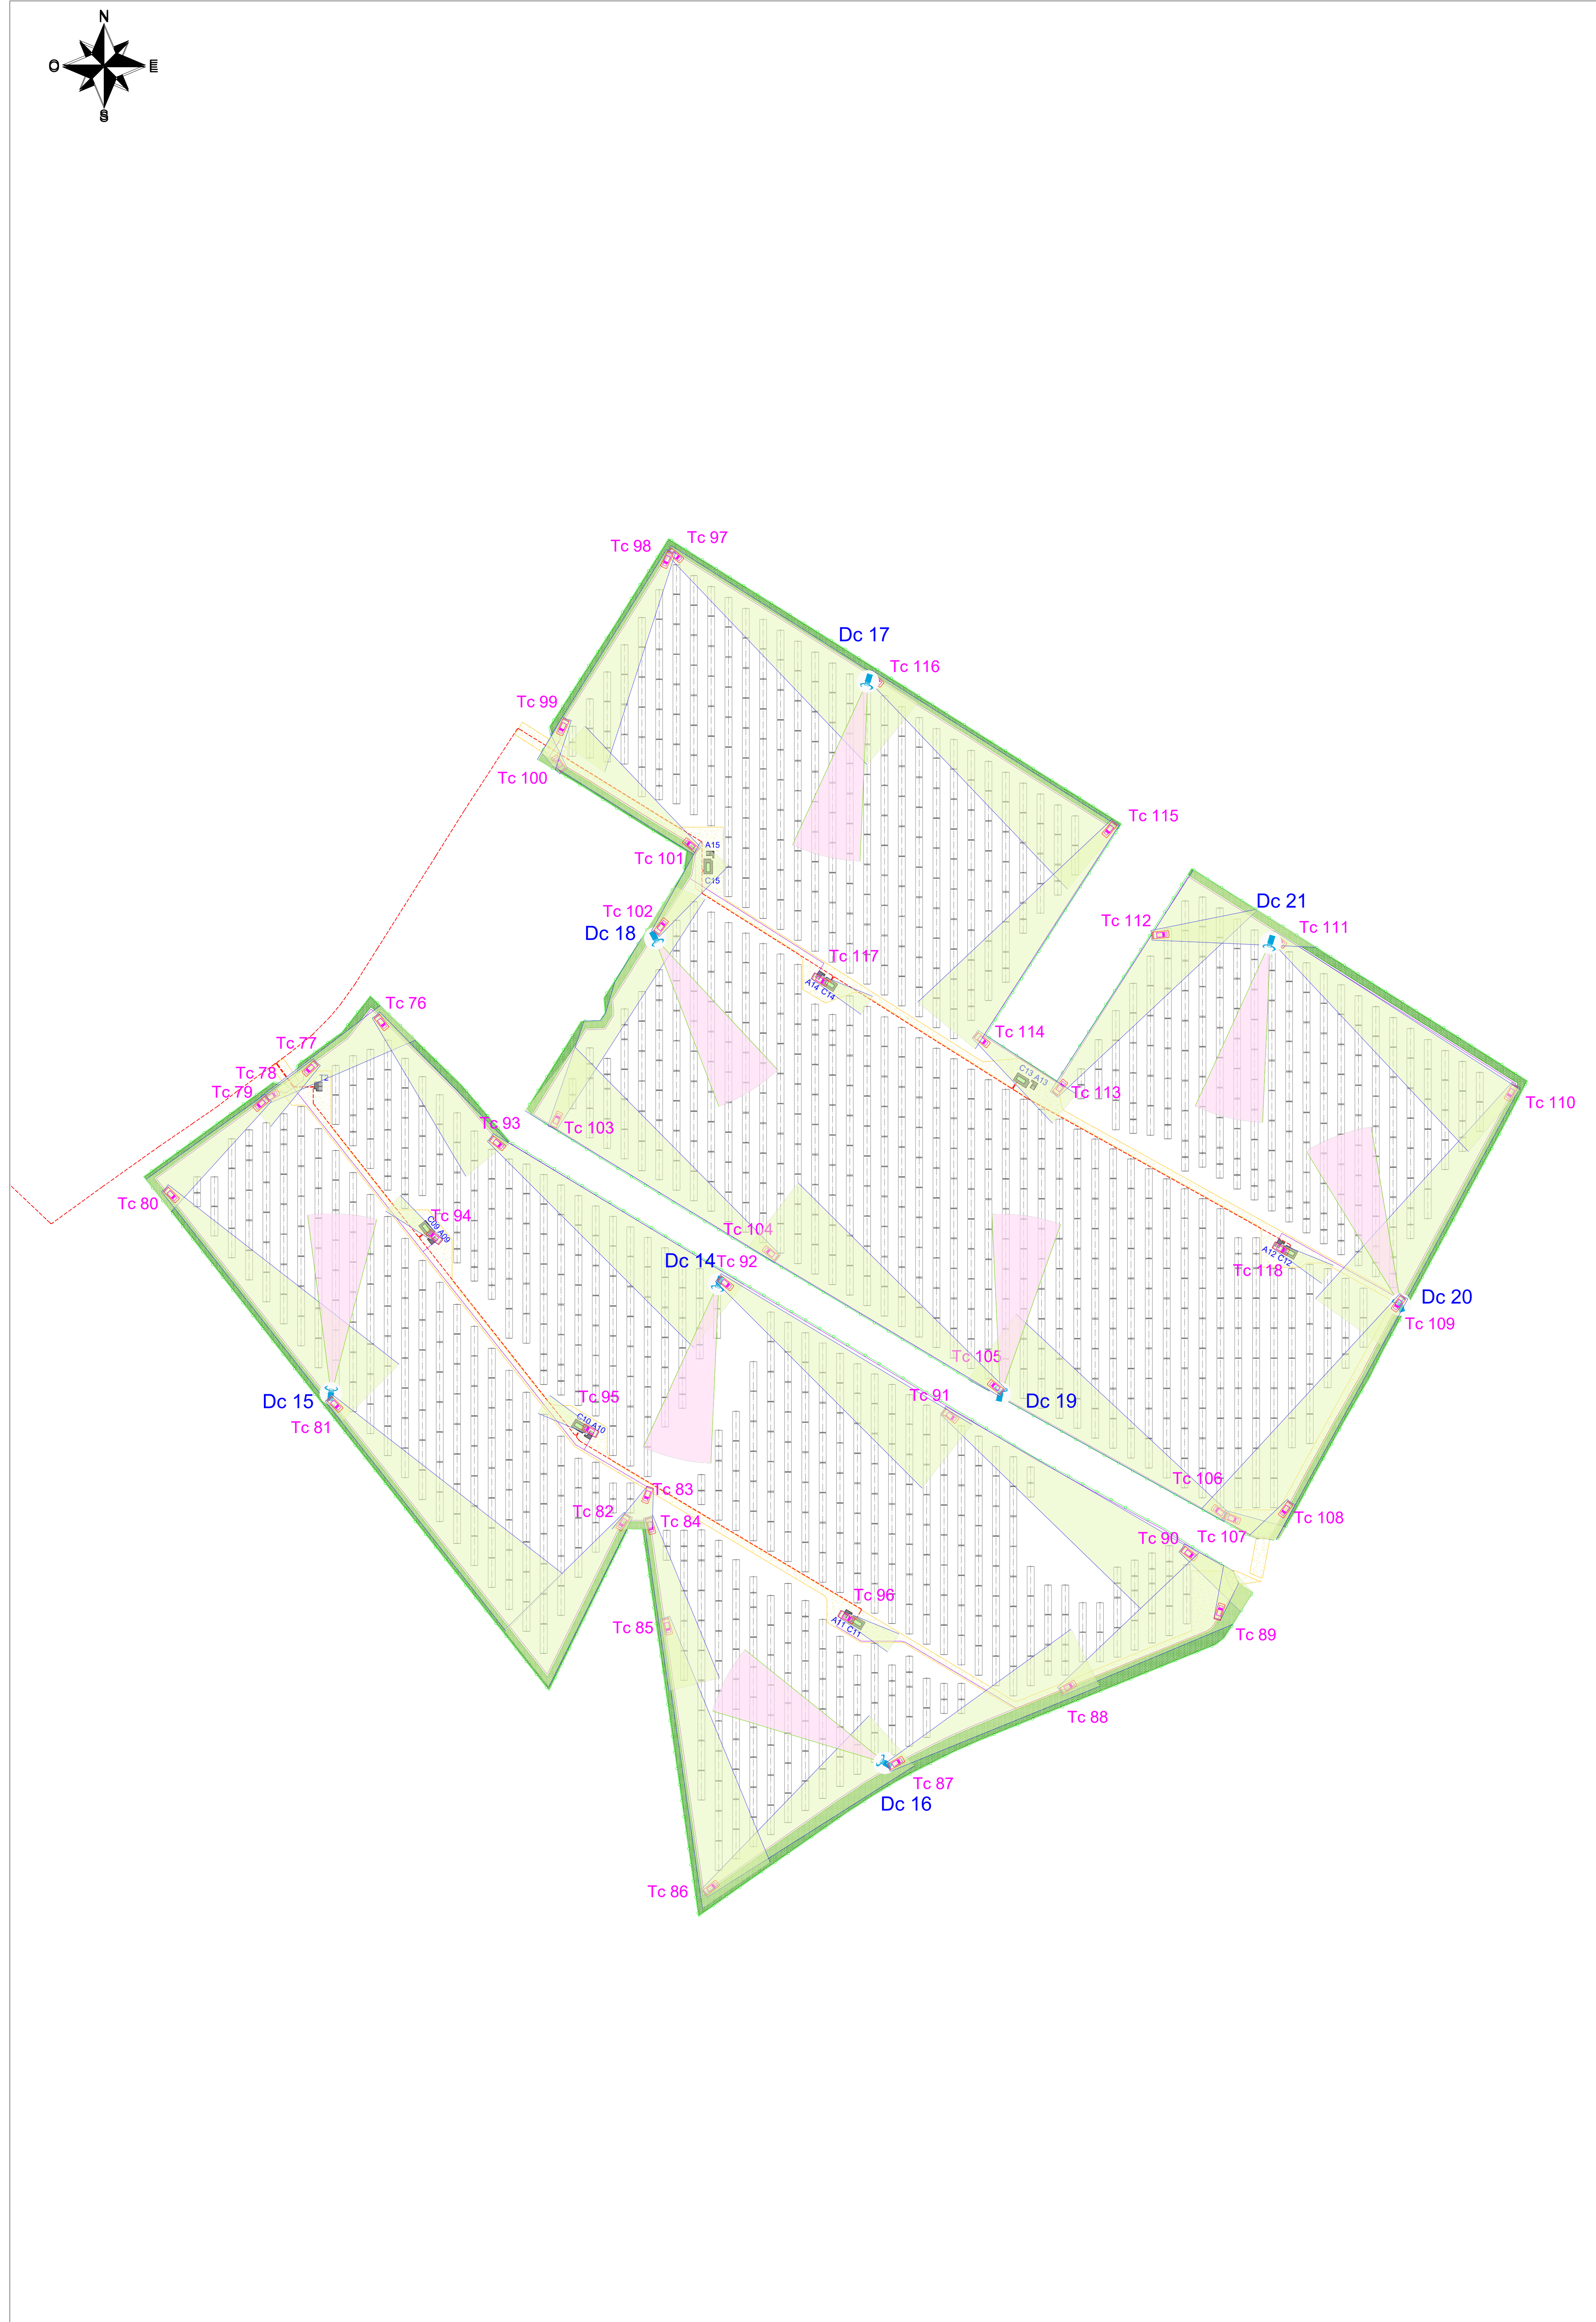 N
O
E
S
Tc 98
Tc 97
Dc 17
Tc 116
Tc 99
Tc 100
Tc 115
A15
Tc 101
C15
Tc 102
Dc 18
Dc 21
Tc 112
Tc 111
Tc 117
A14 C14
Tc 76
Tc 77
Tc 78
T2
Tc 79
Tc 114
C13 A13
Tc 113
Tc 110
Tc 103
Tc 93
Tc 80
C09 A09
Tc 94
Tc 104
Dc 14
Tc 92
A12 C12
Tc 118
Dc 20
Tc 109
Tc 105
Dc 19
Dc 15
Tc 81
Tc 91
Tc 95
C10 A10
Tc 83
Tc 82
Tc 84
Tc 106
Tc 107
Tc 108
Tc 90
Tc 96
A11 C11
Tc 85
Tc 89
Tc 88
Tc 87
Dc 16
Tc 86